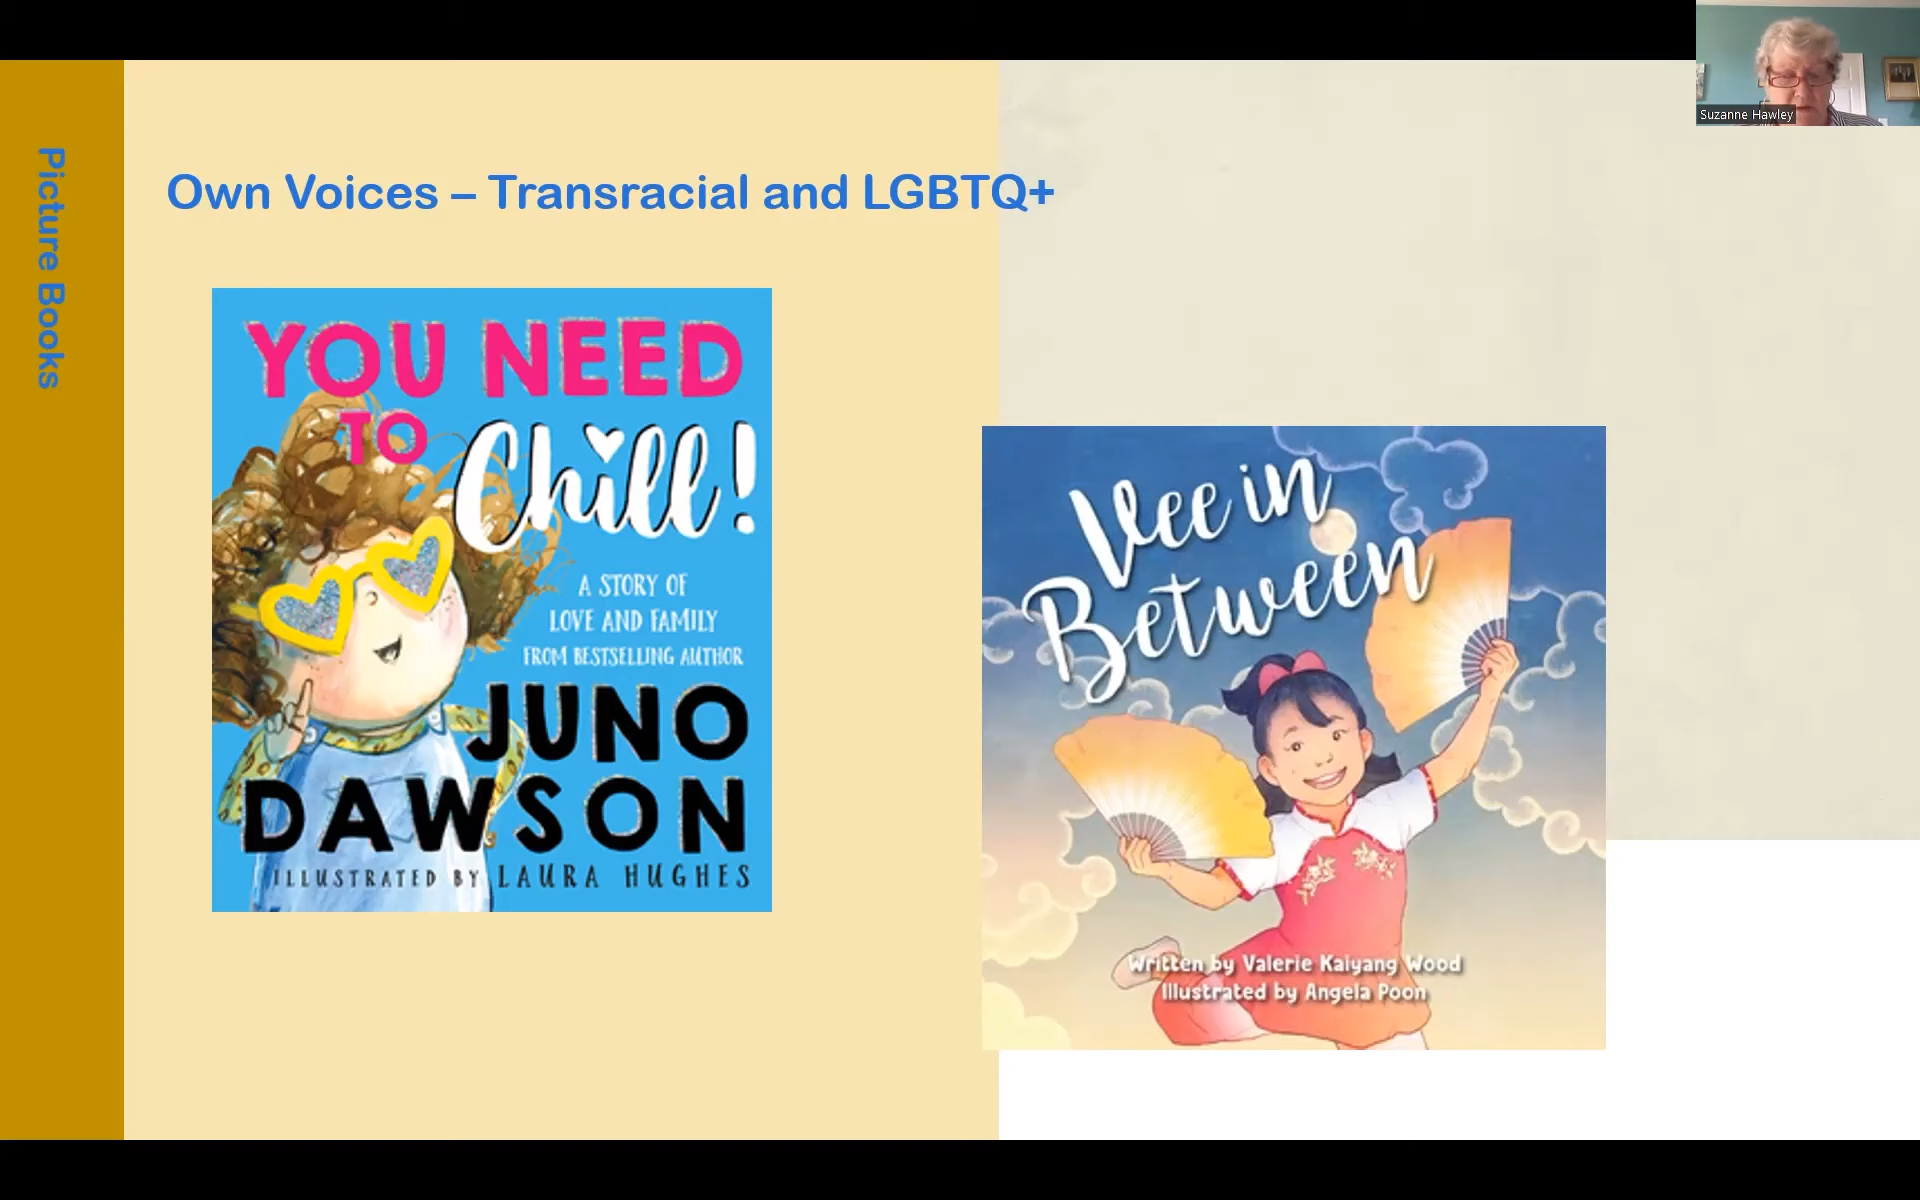 Suzanne Hawley
Picture Books
Own Voices – Transracial and LGBTQ+
YOU NEED
TO Chill!
A STORY OF
LOVE AND FAMILY
FROM BESTSELLING AUTHOR
JUNO
DAWSON
ILLUSTRATED BY LAURA HUGHES
Vee in
Between
Written by Valerie Kaiyang Wood
Illustrated by Angela Poon